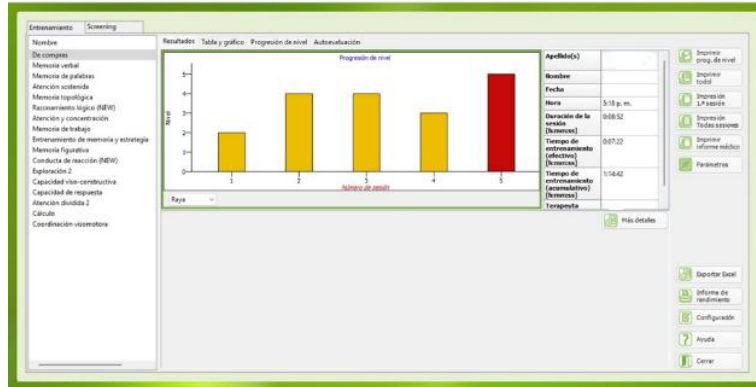 Entrenamiento Screening
Nombre
De compras
Memoria verbal
Memoria de palabras
Atención sostenida
Memoria topológica
Razonamiento lógico (NEW)
Atención y concentración
Memoria de trabajo
Entrenamiento de memoria y estrategia
Memoria figurativa
Conducta de reacción (NEW)
Exploración 2
Capacidad viso-constructiva
Capacidad de respuesta
Atención dividida 2
Cálculo
Coordinación visomotora
Resultados Tabla y gráfico Progresión de nivel Autoevaluación
Progresión de nivel
Nivel
5
4
3
2
1
0
1 2 3 4 5
Número de sesión
Raya
Apellido(s)
Nombre
Fecha
Hora 5:18 p. m.
Duración de la sesión [h:mm:ss] 0:08:52
Tiempo de entrenamiento (efectivo) [h:mm:ss] 0:07:22
Tiempo de entrenamiento (acumulativo) [h:mm:ss] 1:14:42
Terapeuta
Más detalles
Imprimir prog. de nivel
Imprimir todo!
Impresión 1.ª sesión
Impresión Todas sesiones
Imprimir informe médico
Parámetros
Exportar Excel
Informe de rendimiento
Configuración
Ayuda
Cerrar